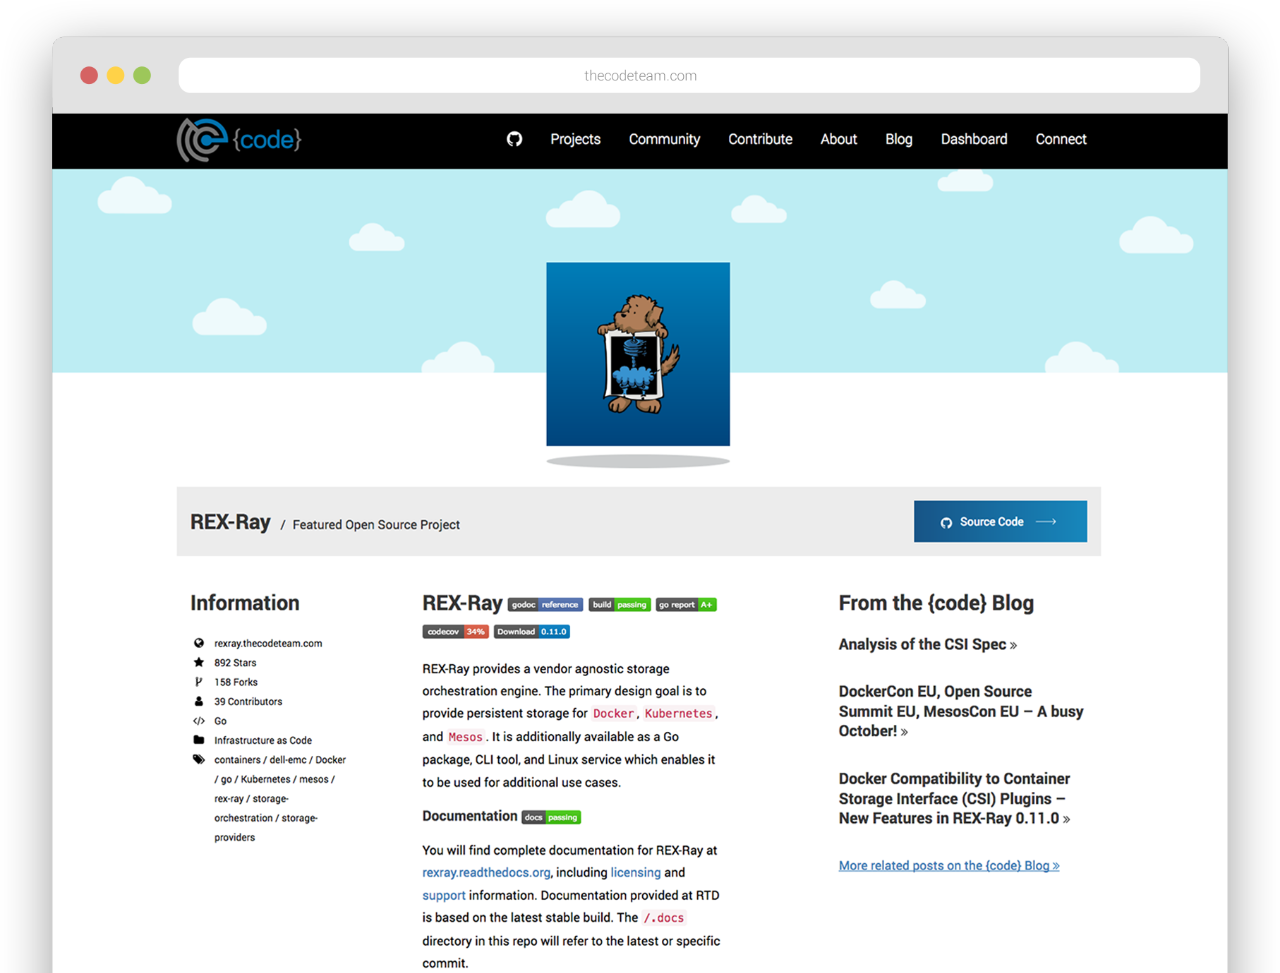 thecodeteam.com
{code}
Projects Community Contribute About Blog Dashboard Connect
REX-Ray / Featured Open Source Project
Source Code
Information
rexray.thecodeteam.com
892 Stars
158 Forks
39 Contributors
Go
Infrastructure as Code
containers / dell-emc / Docker
/ go / Kubernetes / mesos /
rex-ray / storage-
orchestration / storage-
providers
REX-Ray godoc reference build passing go report A+
codecov 34% Download 0.11.0
REX-Ray provides a vendor agnostic storage
orchestration engine. The primary design goal is to
provide persistent storage for Docker, Kubernetes,
and Mesos. It is additionally available as a Go
package, CLI tool, and Linux service which enables it
to be used for additional use cases.
Documentation docs passing
You will find complete documentation for REX-Ray at
rexray.readthedocs.org, including licensing and
support information. Documentation provided at RTD
is based on the latest stable build. The /.docs
directory in this repo will refer to the latest or specific
commit.
From the {code} Blog
Analysis of the CSI Spec »
DockerCon EU, Open Source
Summit EU, MesosCon EU – A busy
October! »
Docker Compatibility to Container
Storage Interface (CSI) Plugins –
New Features in REX-Ray 0.11.0 »
More related posts on the {code} Blog »